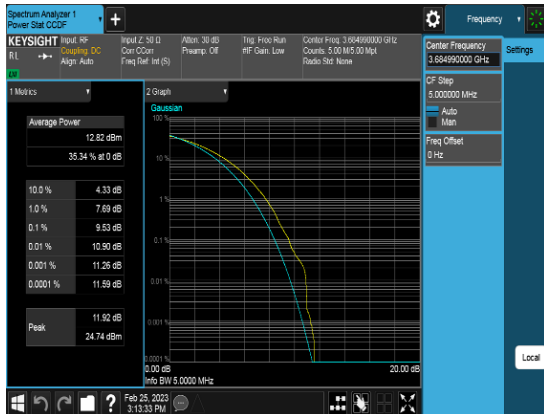 Spectrum Analyzer 1
Power Stat CCDF
+
Frequency
KEYSIGHT
RL
Input: RF
Coupling: DC
Align: Auto
Input Z: 50 Ω
Corr CCorr
Freq Ref: Int (S)
Atten: 30 dB
Preamp: Off
Trig: Free Run
#IF Gain: Low
Center Freq: 3.684990000 GHz
Counts: 5.00 M/5.00 Mpt
Radio Std: None
Center Frequency
3.684990000 GHz
Settings
CF Step
5.000000 MHz
Auto
Man
Freq Offset
0 Hz
1 Metrics
Average Power
12.82 dBm
35.34 % at 0 dB
10.0 % 4.33 dB
1.0 % 7.69 dB
0.1 % 9.53 dB
0.01 % 10.90 dB
0.001 % 11.26 dB
0.0001 % 11.59 dB
Peak 11.92 dB
24.74 dBm
2 Graph
Gaussian
100 %
10 %
1 %
0.1 %
0.01 %
0.001 %
0.0001 %
0.00 dB 20.00 dB
Info BW 5.0000 MHz
Local
?
Feb 25, 2023
3:13:33 PM